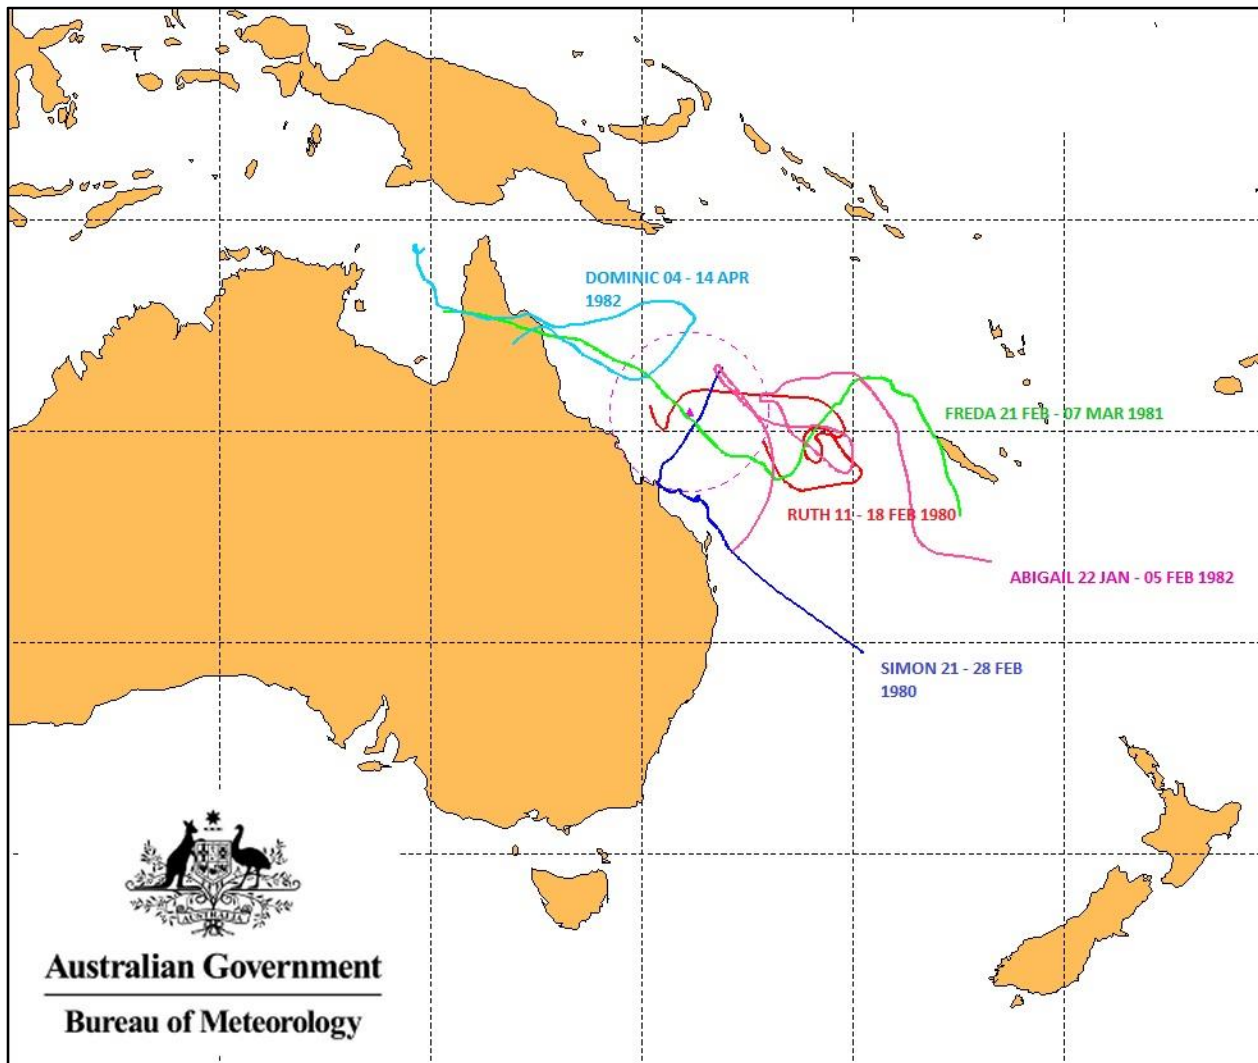 DOMINIC 04 - 14 APR
1982
FREDA 21 FEB - 07 MAR 1981
RUTH 11 - 18 FEB 1980
ABIGAIL 22 JAN - 05 FEB 1982
SIMON 21 - 28 FEB
1980
AUSTRALIA
Australian Government
Bureau of Meteorology